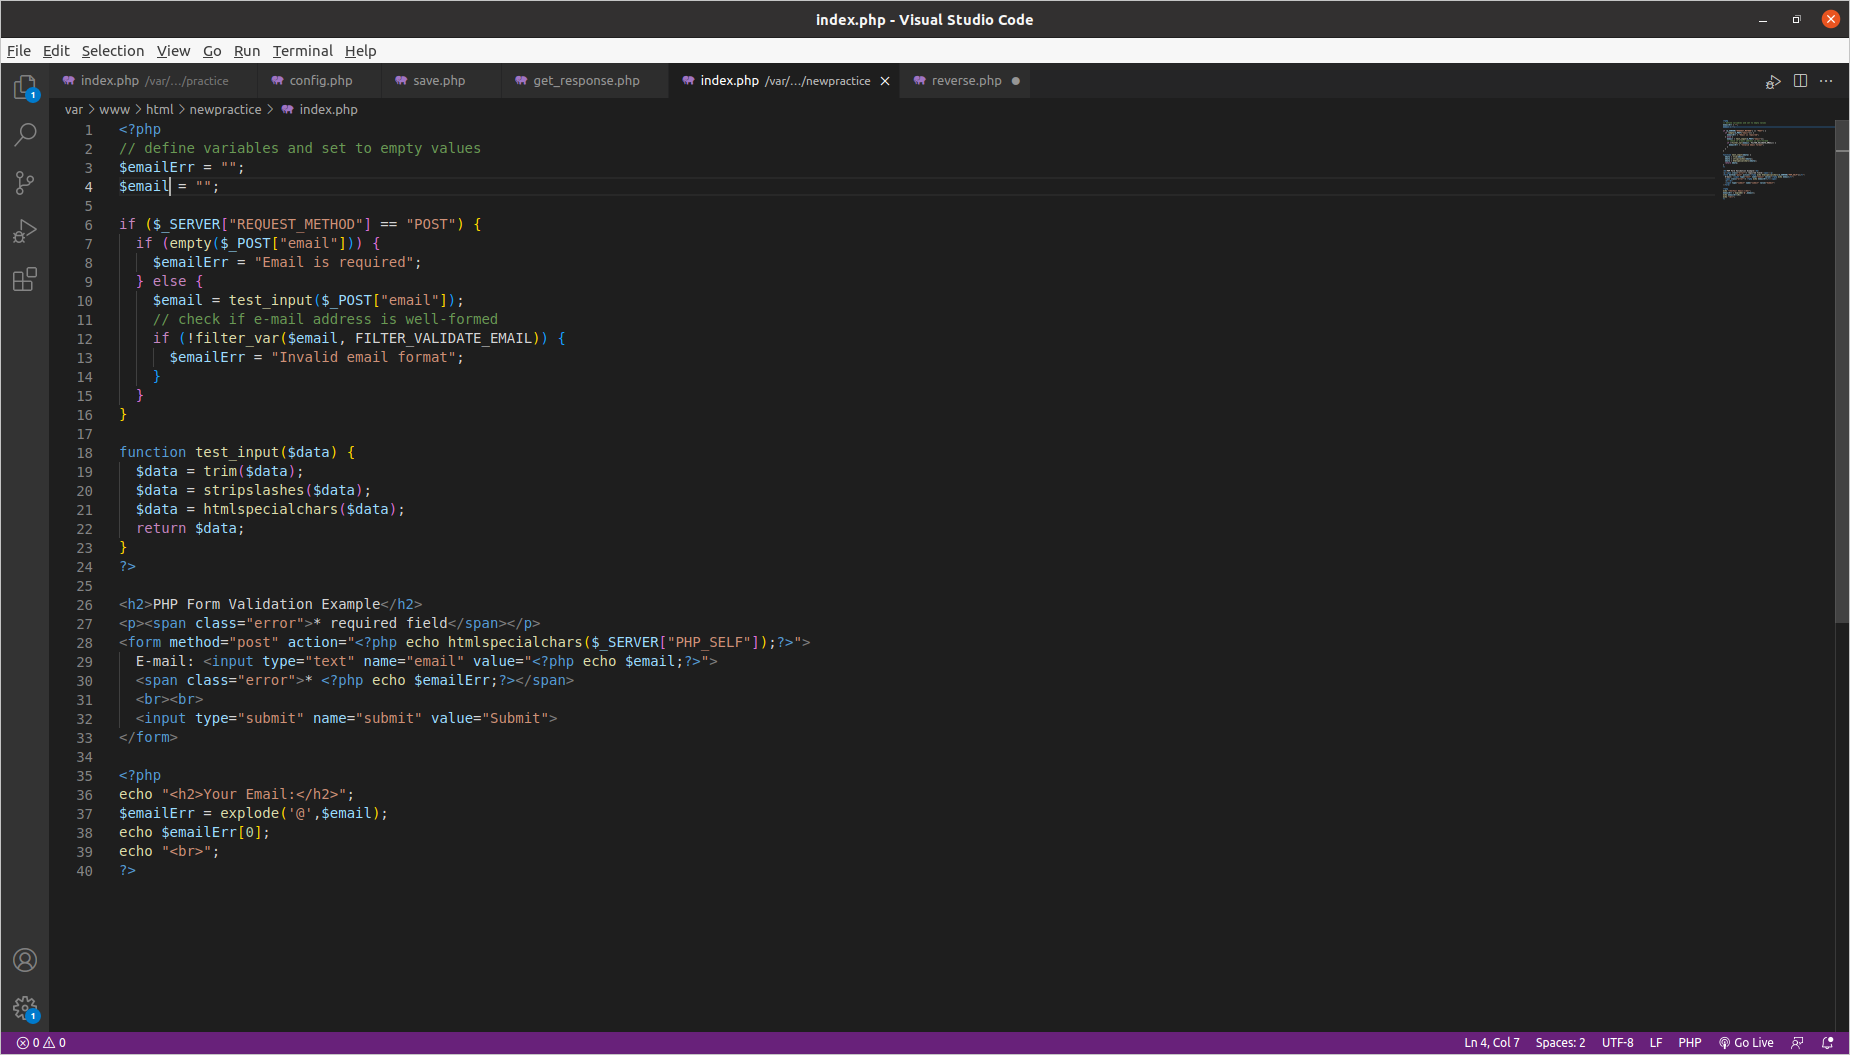 index.php - Visual Studio Code
File Edit Selection View Go Run Terminal Help
index.php /var/.../practice config.php save.php get_response.php index.php /var/.../newpractice reverse.php
1
var > www > html > newpractice > index.php
1 <?php
2 // define variables and set to empty values
3 $emailErr = "";
4 $email = "";
5
6 if ($_SERVER["REQUEST_METHOD"] == "POST") {
7   if (empty($_POST["email"])) {
8     $emailErr = "Email is required";
9   } else {
10     $email = test_input($_POST["email"]);
11     // check if e-mail address is well-formed
12     if (!filter_var($email, FILTER_VALIDATE_EMAIL)) {
13       $emailErr = "Invalid email format";
14     }
15   }
16 }
17
18 function test_input($data) {
19   $data = trim($data);
20   $data = stripslashes($data);
21   $data = htmlspecialchars($data);
22   return $data;
23 }
24 ?>
25
26 <h2>PHP Form Validation Example</h2>
27 <p><span class="error">* required field</span></p>
28 <form method="post" action="<?php echo htmlspecialchars($_SERVER["PHP_SELF"]);?>">
29   E-mail: <input type="text" name="email" value="<?php echo $email;?>">
30   <span class="error">* <?php echo $emailErr;?></span>
31   <br><br>
32   <input type="submit" name="submit" value="Submit">
33 </form>
34
35 <?php
36 echo "<h2>Your Email:</h2>";
37 $emailErr = explode('@',$email);
38 echo $emailErr[0];
39 echo "<br>";
40 ?>
1
0 0 Ln 4, Col 7 Spaces: 2 UTF-8 LF PHP Go Live